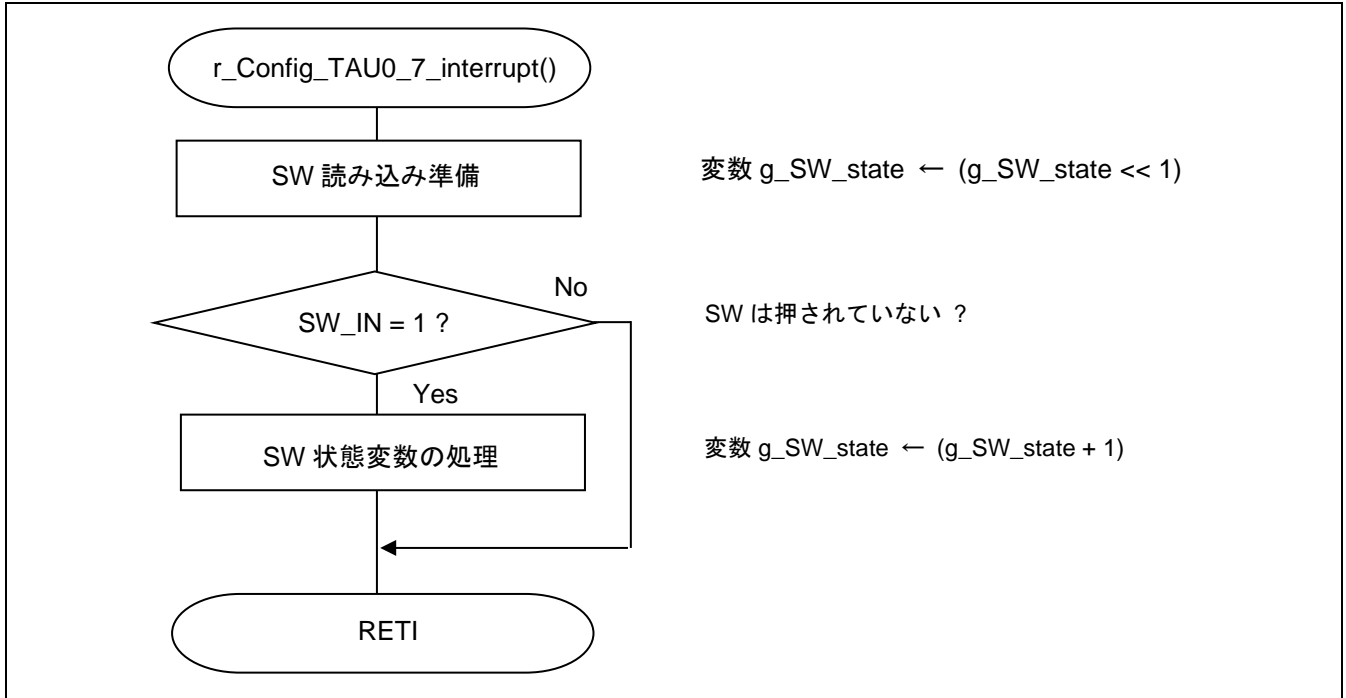 r_Config_TAU0_7_interrupt()
SW 読み込み準備
変数 g_SW_state ← (g_SW_state << 1)
No
SW_IN = 1 ?
SW は押されていない ?
Yes
SW 状態変数の処理
変数 g_SW_state ← (g_SW_state + 1)
RETI